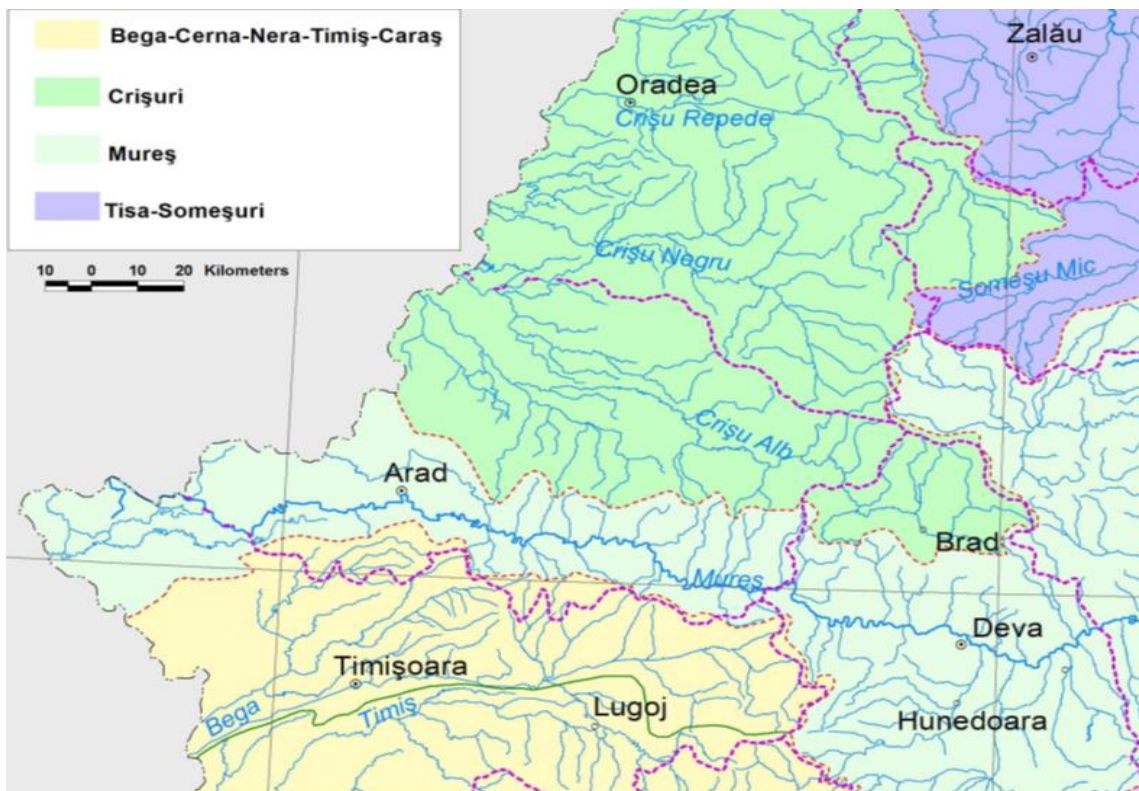 Bega-Cerna-Nera-Timiş-Caraş
Crişuri
Mureş
Tisa-Someşuri
10 0 10 20 Kilometers
Zalău
Oradea
Crişu Repede
Crişu Negru
Someşu Mic
Crişu Alb
Arad
Brad
Mureş
Deva
Timişoara
Bega
Timiş
Lugoj
Hunedoara